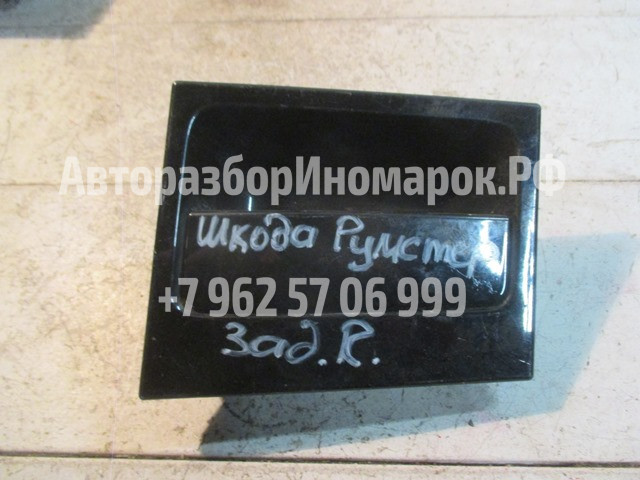 АвторазборИномарок.РФ
Шкода Румстер
+7 962 57 06 999
Зад. R.